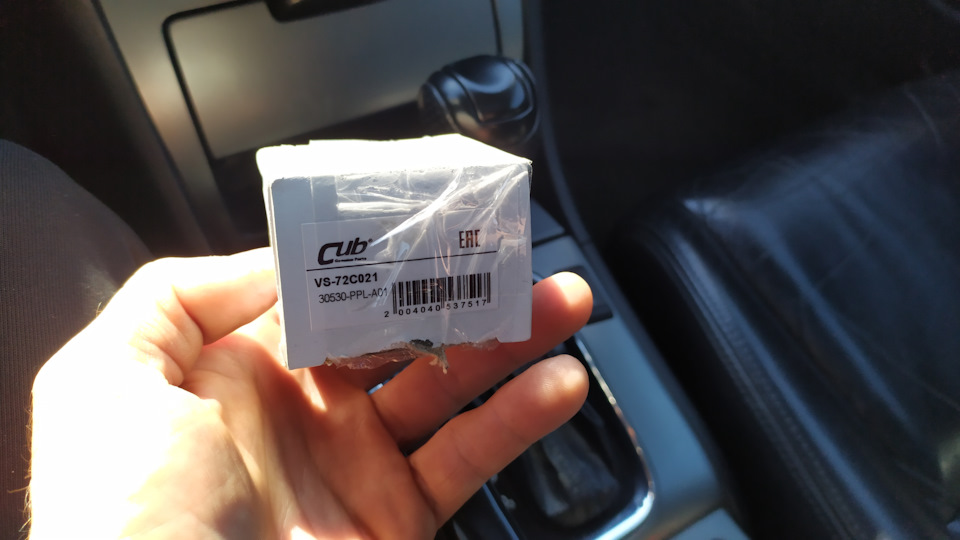 Cub®
EAC
VS-72C021
30530-PPL-A01
2 004040 537517